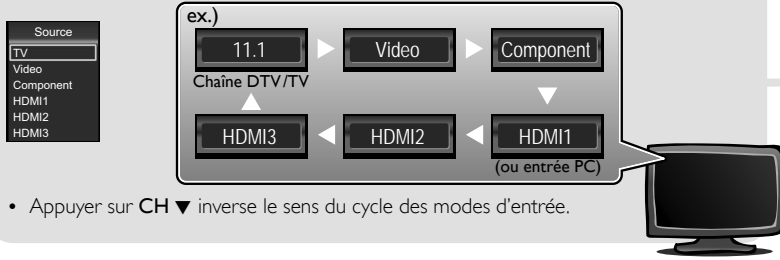 Source
TV
Video
Component
HDMI1
HDMI2
HDMI3
ex.)
11.1 Video Component
Chaîne DTV/TV
HDMI3 HDMI2 HDMI1
(ou entrée PC)
• Appuyer sur CH ▼ inverse le sens du cycle des modes d'entrée.